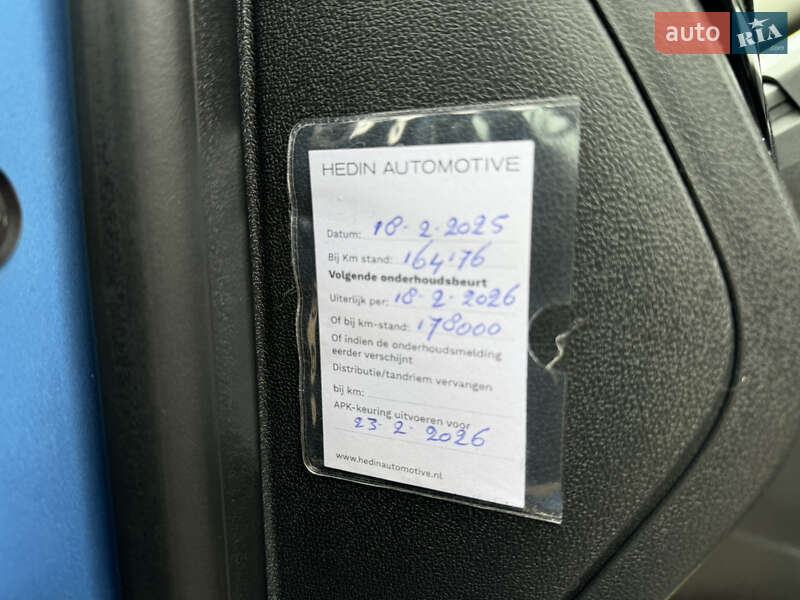 auto RIA
.com
HEDIN AUTOMOTIVE
Datum: 18-2-2025
Bij Km stand: 164176
Volgende onderhoudsbeurt
Uiterlijk per: 18-2-2026
Of bij km-stand: 178000
Of indien de onderhoudsmelding
eerder verschijnt
Distributie/tandriem vervangen
bij km:
APK-keuring uitvoeren voor
23-2-2026
www.hedinautomotive.nl